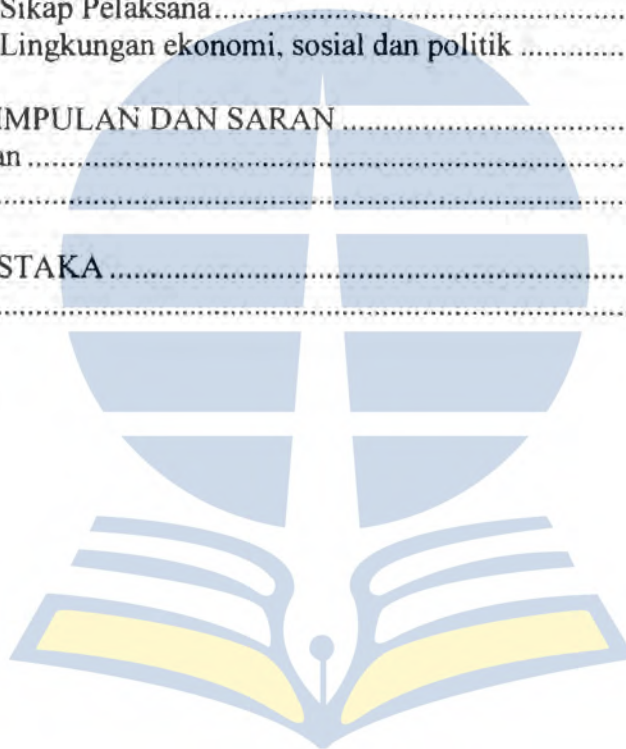 Sikap Pelaksana..........................................................
Lingkungan ekonomi, sosial dan politik ...............
IMPULAN DAN SARAN ........................................
an .................................................................................
.....................................................................................
STAKA ........................................................................
.....................................................................................